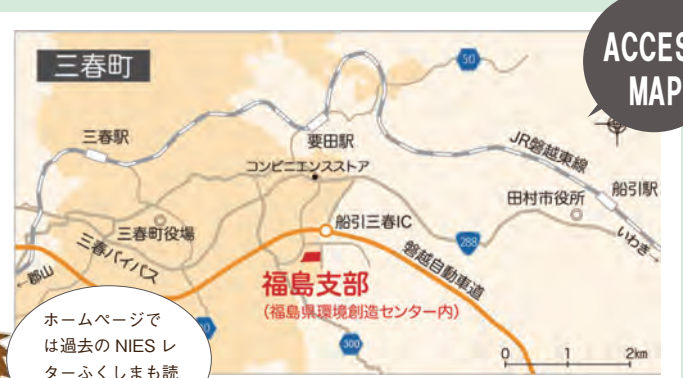 三春町
ACCES
MAP
50
三春駅
要田駅
JR磐越東線
コンビニエンスストア
船引駅
田村市役所
三春町役場
船引三春IC
いわき→
三春バイパス
288
磐越自動車道
←郡山
福島支部
(福島県環境創造センター内)
ホームページで
は過去の NIES レ
ターふくしまも読
300
0 1 2km